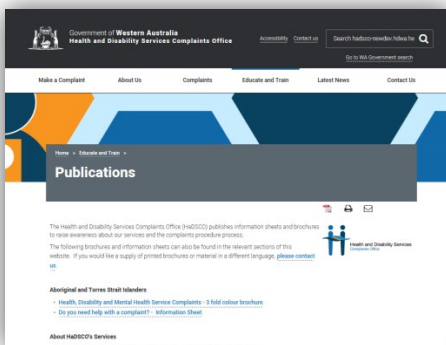 Government of Western Australia
Health and Disability Services Complaints Office
Accessibility Contact us
Search hadsco-newdev.hdwa.he
Go to WA Government search
Make a Complaint About Us Complaints Educate and Train Latest News Contact Us
Home > Educate and Train >
Publications
The Health and Disability Services Complaints Office (HaDSCO) publishes information sheets and brochures
to raise awareness about our services and the complaints procedure process.
The following brochures and information sheets can also be found in the relevant sections of this
website. If you would like a supply of printed brochures or material in a different language, please contact
us.
Health and Disability Services
Complaints Office
Aboriginal and Torres Strait Islanders
Health, Disability and Mental Health Service Complaints - 3 fold colour brochure
Do you need help with a complaint? - Information Sheet
About HaDSCO's Services